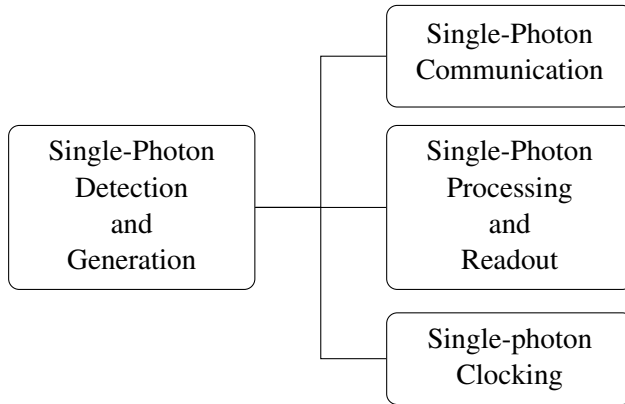 Single-Photon
Detection
and
Generation
Single-Photon
Communication
Single-Photon
Processing
and
Readout
Single-photon
Clocking